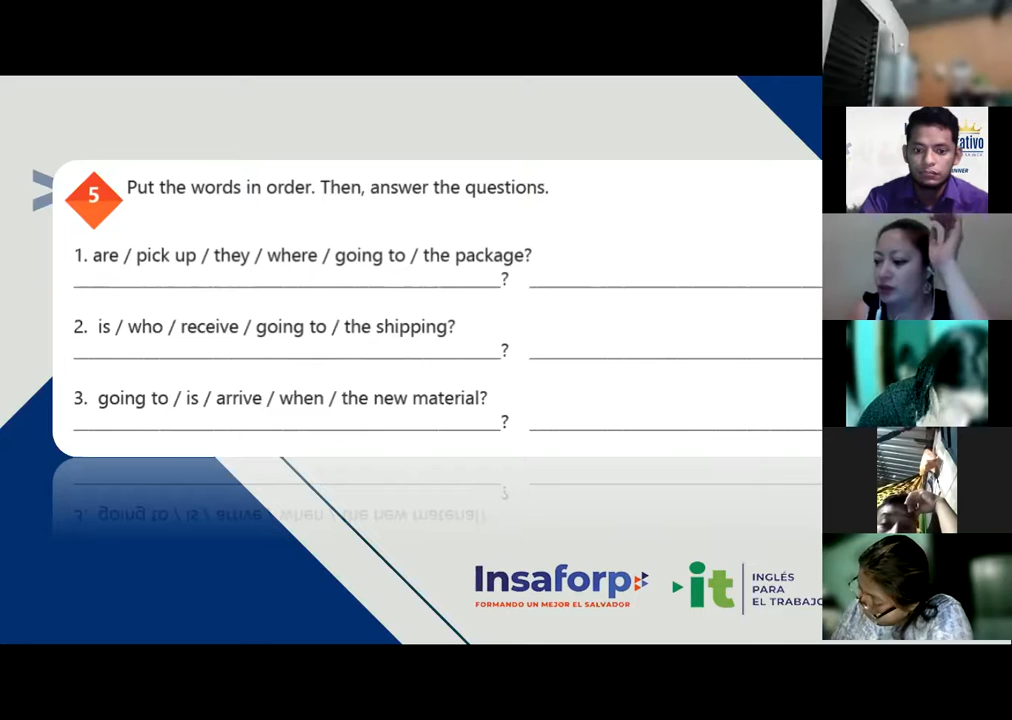 5
Put the words in order. Then, answer the questions.
1. are / pick up / they / where / going to / the package?
?
2. is / who / receive / going to / the shipping?
?
3. going to / is / arrive / when / the new material?
?
Insaforp
FORMANDO UN MEJOR EL SALVADOR
it
INGLÉS
PARA
EL TRABAJO
ativo
NNER